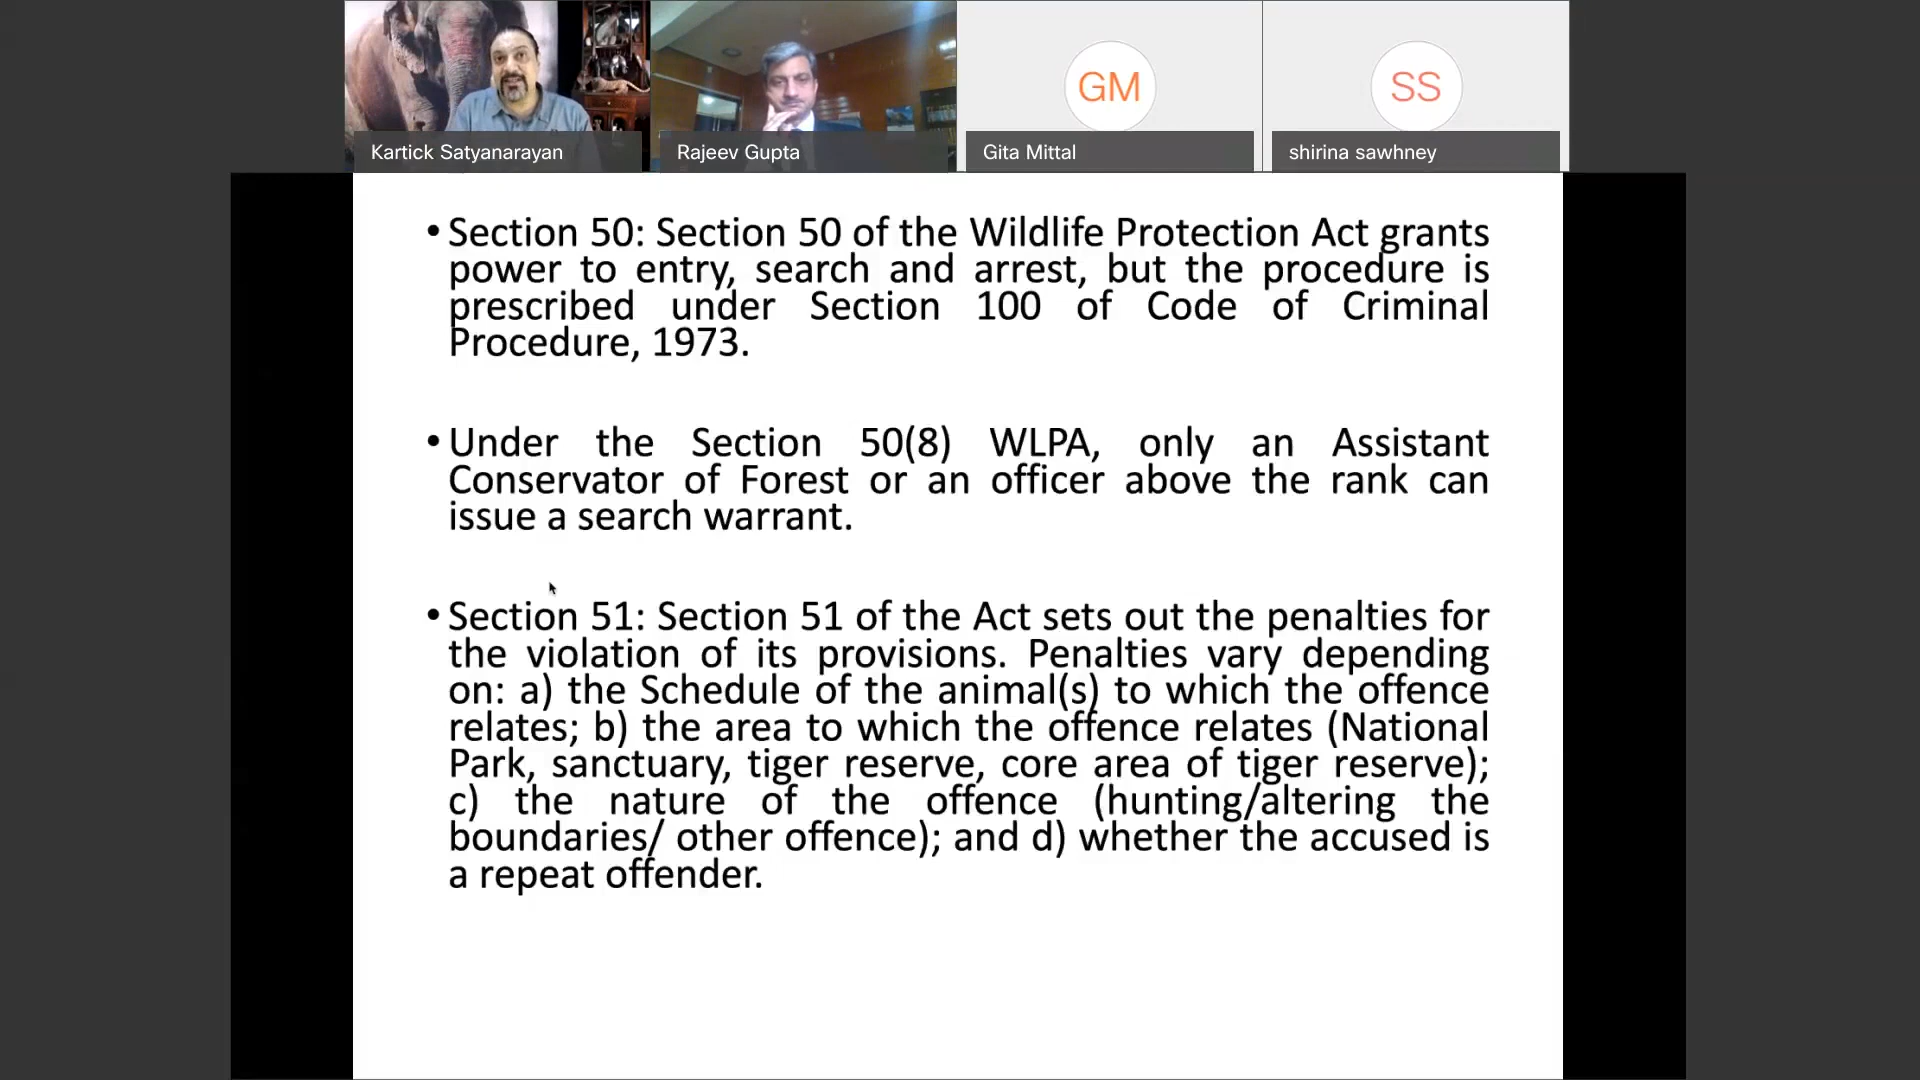 GM
SS
Kartick Satyanarayan
Rajeev Gupta
Gita Mittal
shirina sawhney
• Section 50: Section 50 of the Wildlife Protection Act grants
power to entry, search and arrest, but the procedure is
prescribed under Section 100 of Code of Criminal
Procedure, 1973.
• Under the Section 50(8) WLPA, only an Assistant
Conservator of Forest or an officer above the rank can
issue a search warrant.
• Section 51: Section 51 of the Act sets out the penalties for
the violation of its provisions. Penalties vary depending
on: a) the Schedule of the animal(s) to which the offence
relates; b) the area to which the offence relates (National
Park, sanctuary, tiger reserve, core area of tiger reserve);
c) the nature of the offence (hunting/altering the
boundaries/ other offence); and d) whether the accused is
a repeat offender.